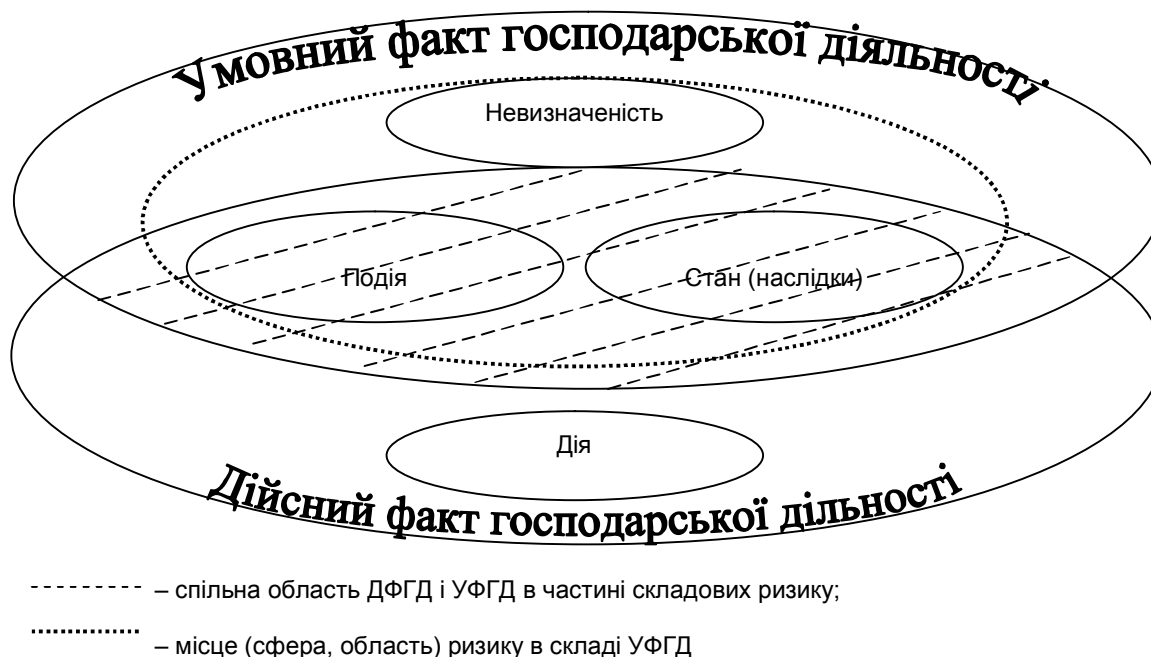 Умовний факт господарської діяльності
Невизначеність
Подія
Стан (наслідки)
Дія
Дійсний факт господарської дільності
– спільна область ДФГД і УФГД в частині складових ризику;
– місце (сфера, область) ризику в складі УФГД